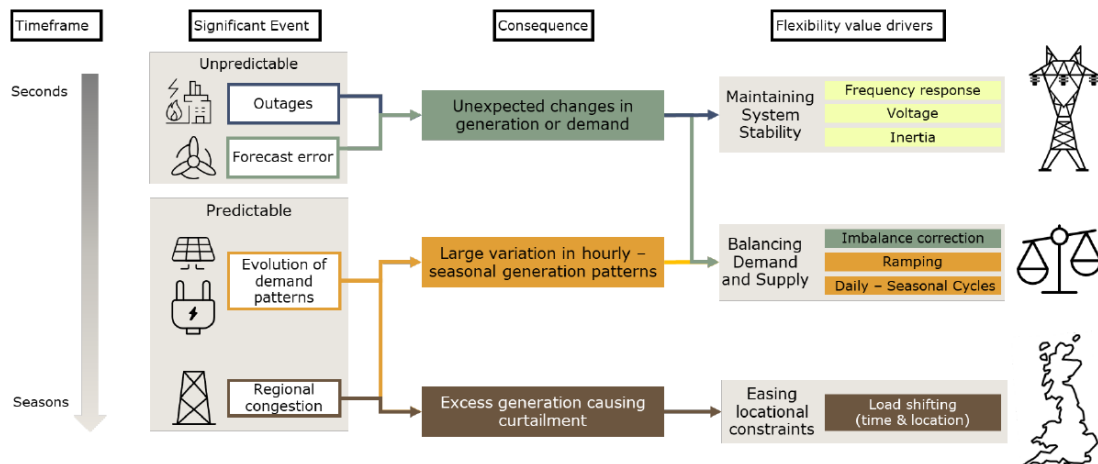 Timeframe
Significant Event
Consequence
Flexibility value drivers
Seconds
Seasons
Unpredictable
Outages
Forecast error
Predictable
Evolution of
demand
patterns
Regional
congestion
Unexpected changes in
generation or demand
Large variation in hourly –
seasonal generation patterns
Excess generation causing
curtailment
Maintaining
System
Stability
Frequency response
Voltage
Inertia
Balancing
Demand
and Supply
Imbalance correction
Ramping
Daily – Seasonal Cycles
Easing
locational
constraints
Load shifting
(time & location)